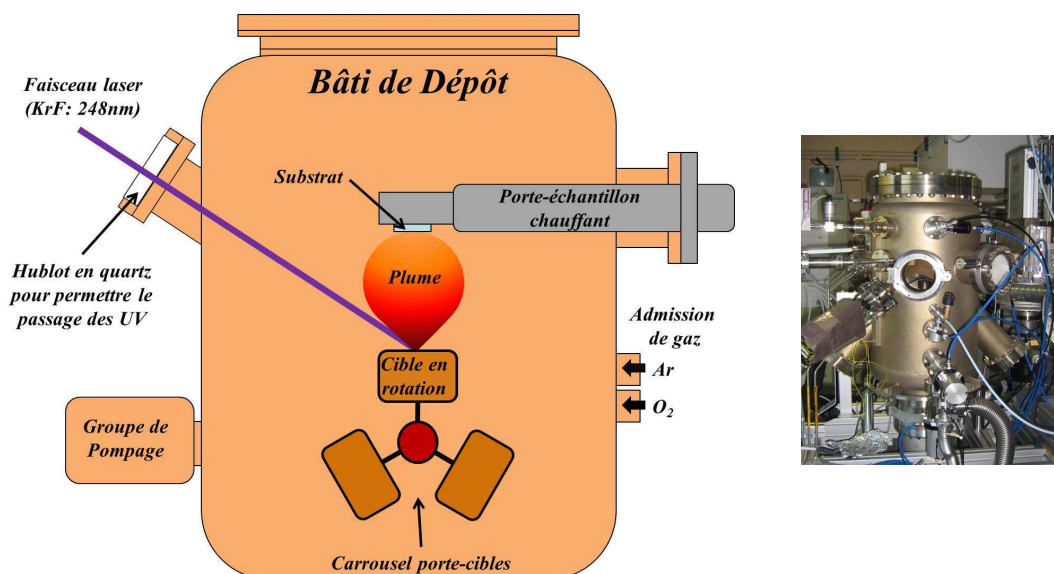 Bâti de Dépôt
Faisceau laser
(KrF: 248nm)
Substrat
Porte-échantillon
chauffant
Hublot en quartz
pour permettre le
passage des UV
Plume
Admission
de gaz
Ar
O₂
Cible en
rotation
Groupe de
Pompage
Carrousel porte-cibles